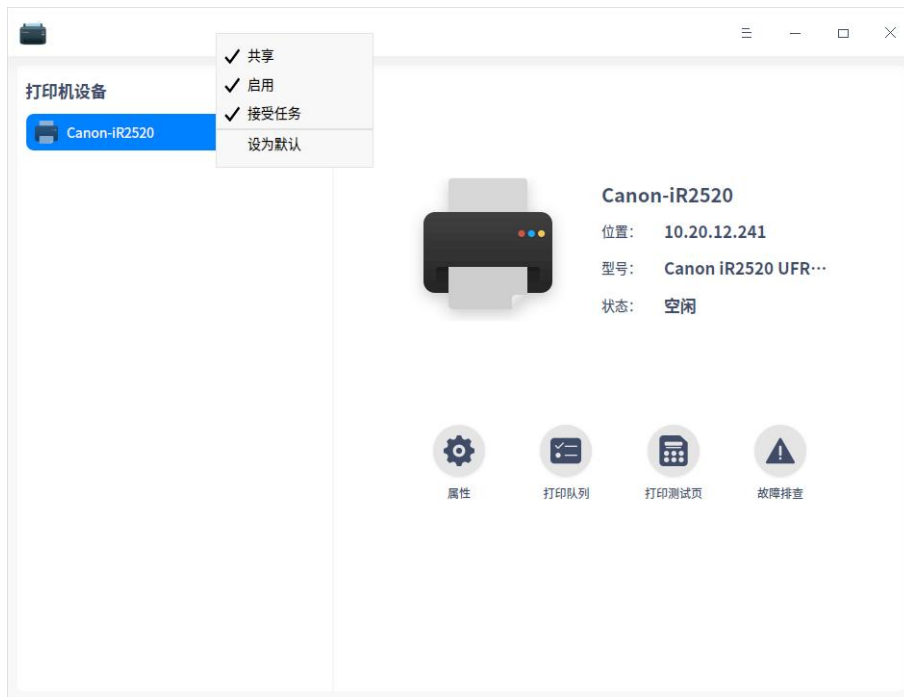 共享
启用
接受任务
设为默认
打印机设备
Canon-iR2520
Canon-iR2520
位置： 10.20.12.241
型号： Canon iR2520 UFR···
状态： 空闲
属性
打印队列
打印测试页
故障排查